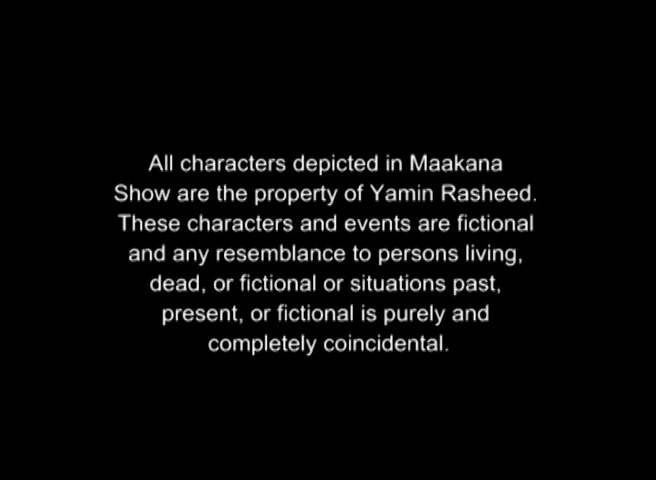 All characters depicted in Maakana
Show are the property of Yamin Rasheed.
These characters and events are fictional
and any resemblance to persons living,
dead, or fictional or situations past,
present, or fictional is purely and
completely coincidental.